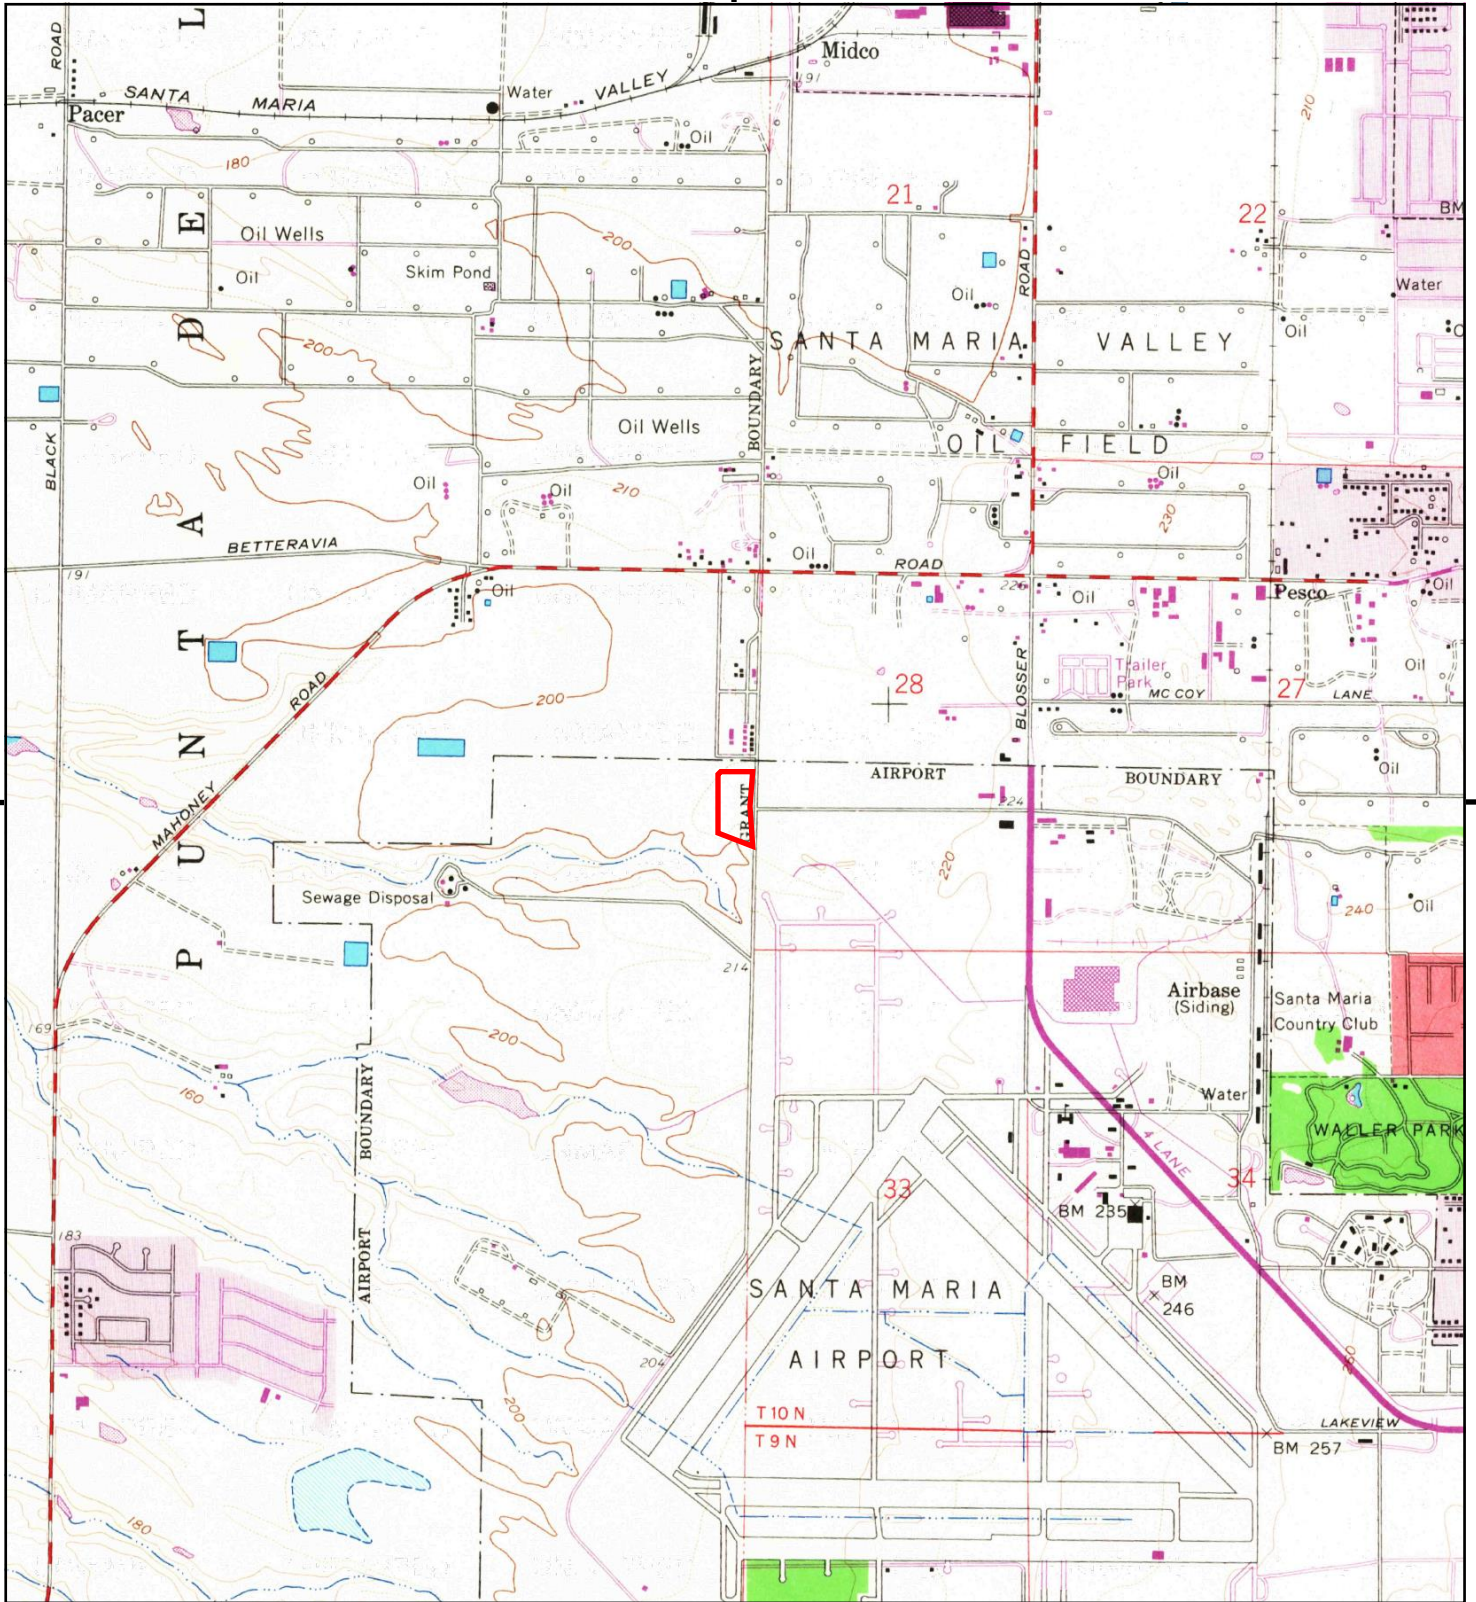 L
ROAD
Midco
191
SANTA MARIA VALLEY
Water
Pacer
Oil
180
210
E
21
22
BM
Oil Wells
200
Skim Pond
Oil
ROAD
Water
Oil
Oil
O
D
200
SANTA MARIA VALLEY
BOUNDARY
BLACK
Oil Wells
OIL FIELD
Oil
Oil
Oil
210
230
A
BETTERAVIA
191
Oil
ROAD
Oil
226
Oil
Pesco
Oil
T
Trailer
Park
Oil
BLOSSER
28
MC COY
LANE
27
ROAD
200
N
AIRPORT BOUNDARY
Oil
GRANT
224
MAHONEY
U
220
Sewage Disposal
240
Oil
P
214
Airbase
(Siding)
Santa Maria
Country Club
169
200
160
Water
AIRPORT BOUNDARY
WALLER PARK
4 LANE
33
34
BM 235
183
SANTA MARIA
BM
246
AIRPORT
204
260
200
T10N
T9N
LAKEVIEW
BM 257
180